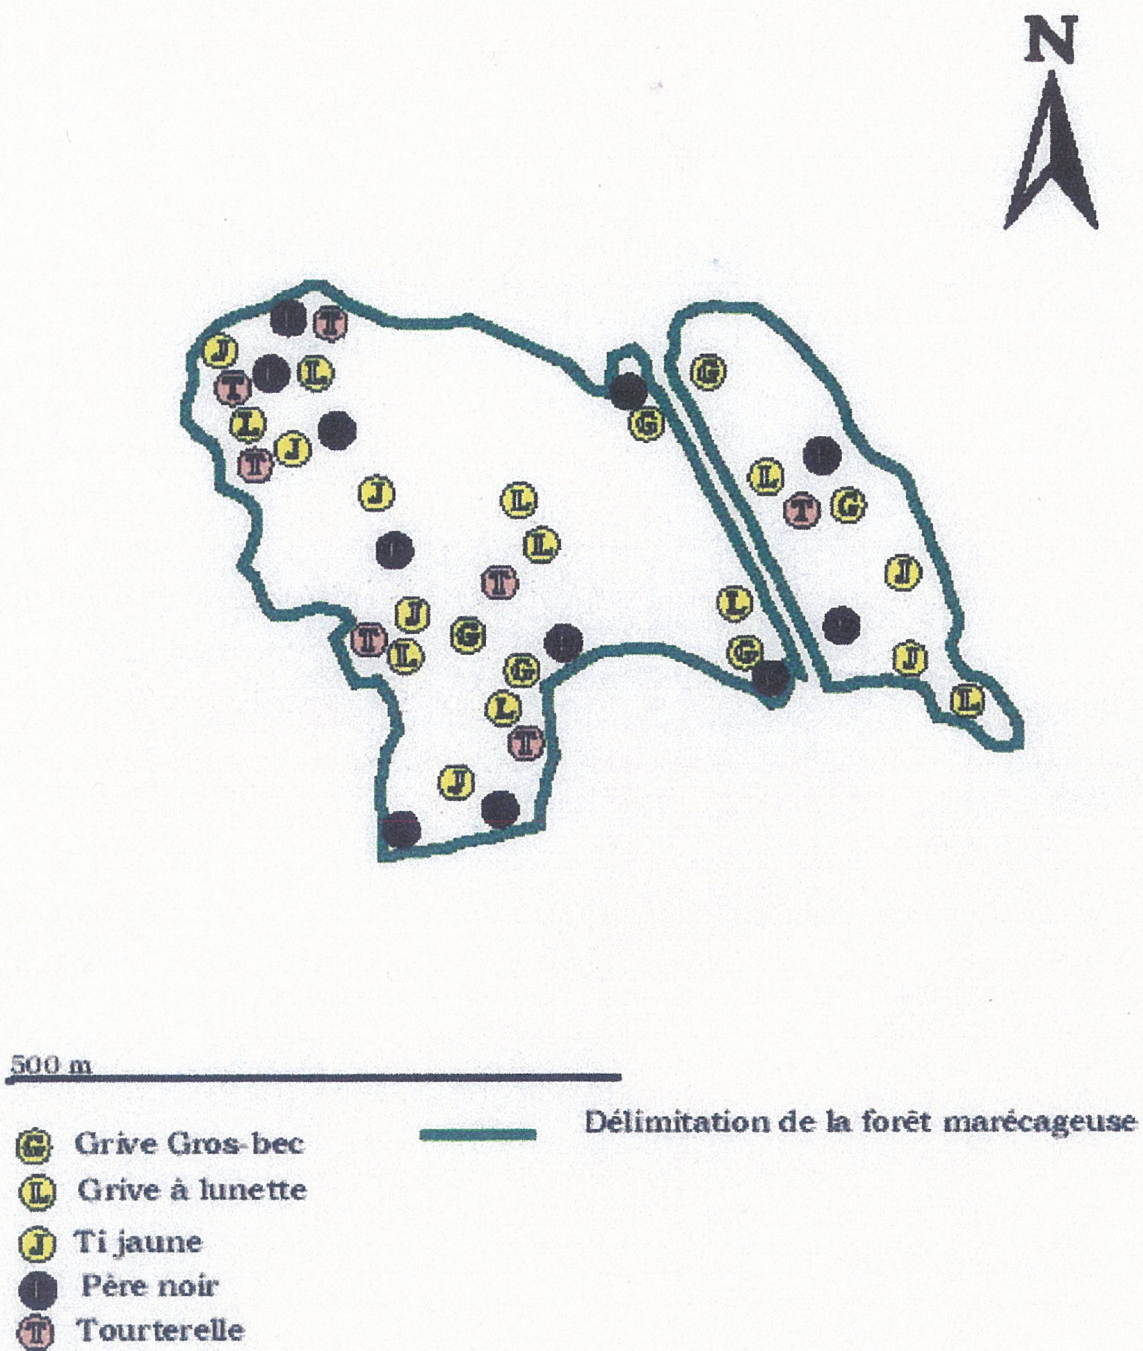 N
T
J
L
T
G
G
L
J
T
L
T
G
J
L
L
T
J
L
J
G
T
L
G
G
J
L
L
T
J
500 m
Délimitation de la forêt marécageuse
G Grive Gros-bec
L Grive à lunette
J Ti jaune
Père noir
T Tourterelle